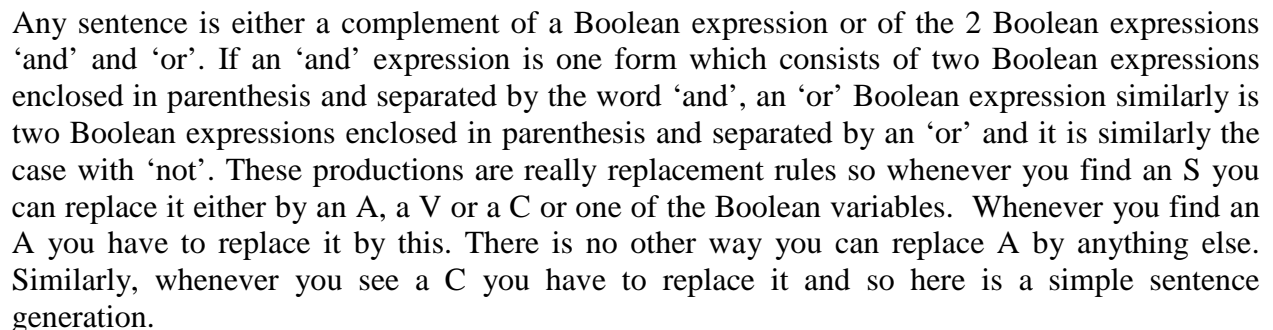 Any sentence is either a complement of a Boolean expression or of the 2 Boolean expressions
‘and’ and ‘or’. If an ‘and’ expression is one form which consists of two Boolean expressions
enclosed in parenthesis and separated by the word ‘and’, an ‘or’ Boolean expression similarly is
two Boolean expressions enclosed in parenthesis and separated by an ‘or’ and it is similarly the
case with ‘not’. These productions are really replacement rules so whenever you find an S you
can replace it either by an A, a V or a C or one of the Boolean variables. Whenever you find an
A you have to replace it by this. There is no other way you can replace A by anything else.
Similarly, whenever you see a C you have to replace it and so here is a simple sentence
generation.